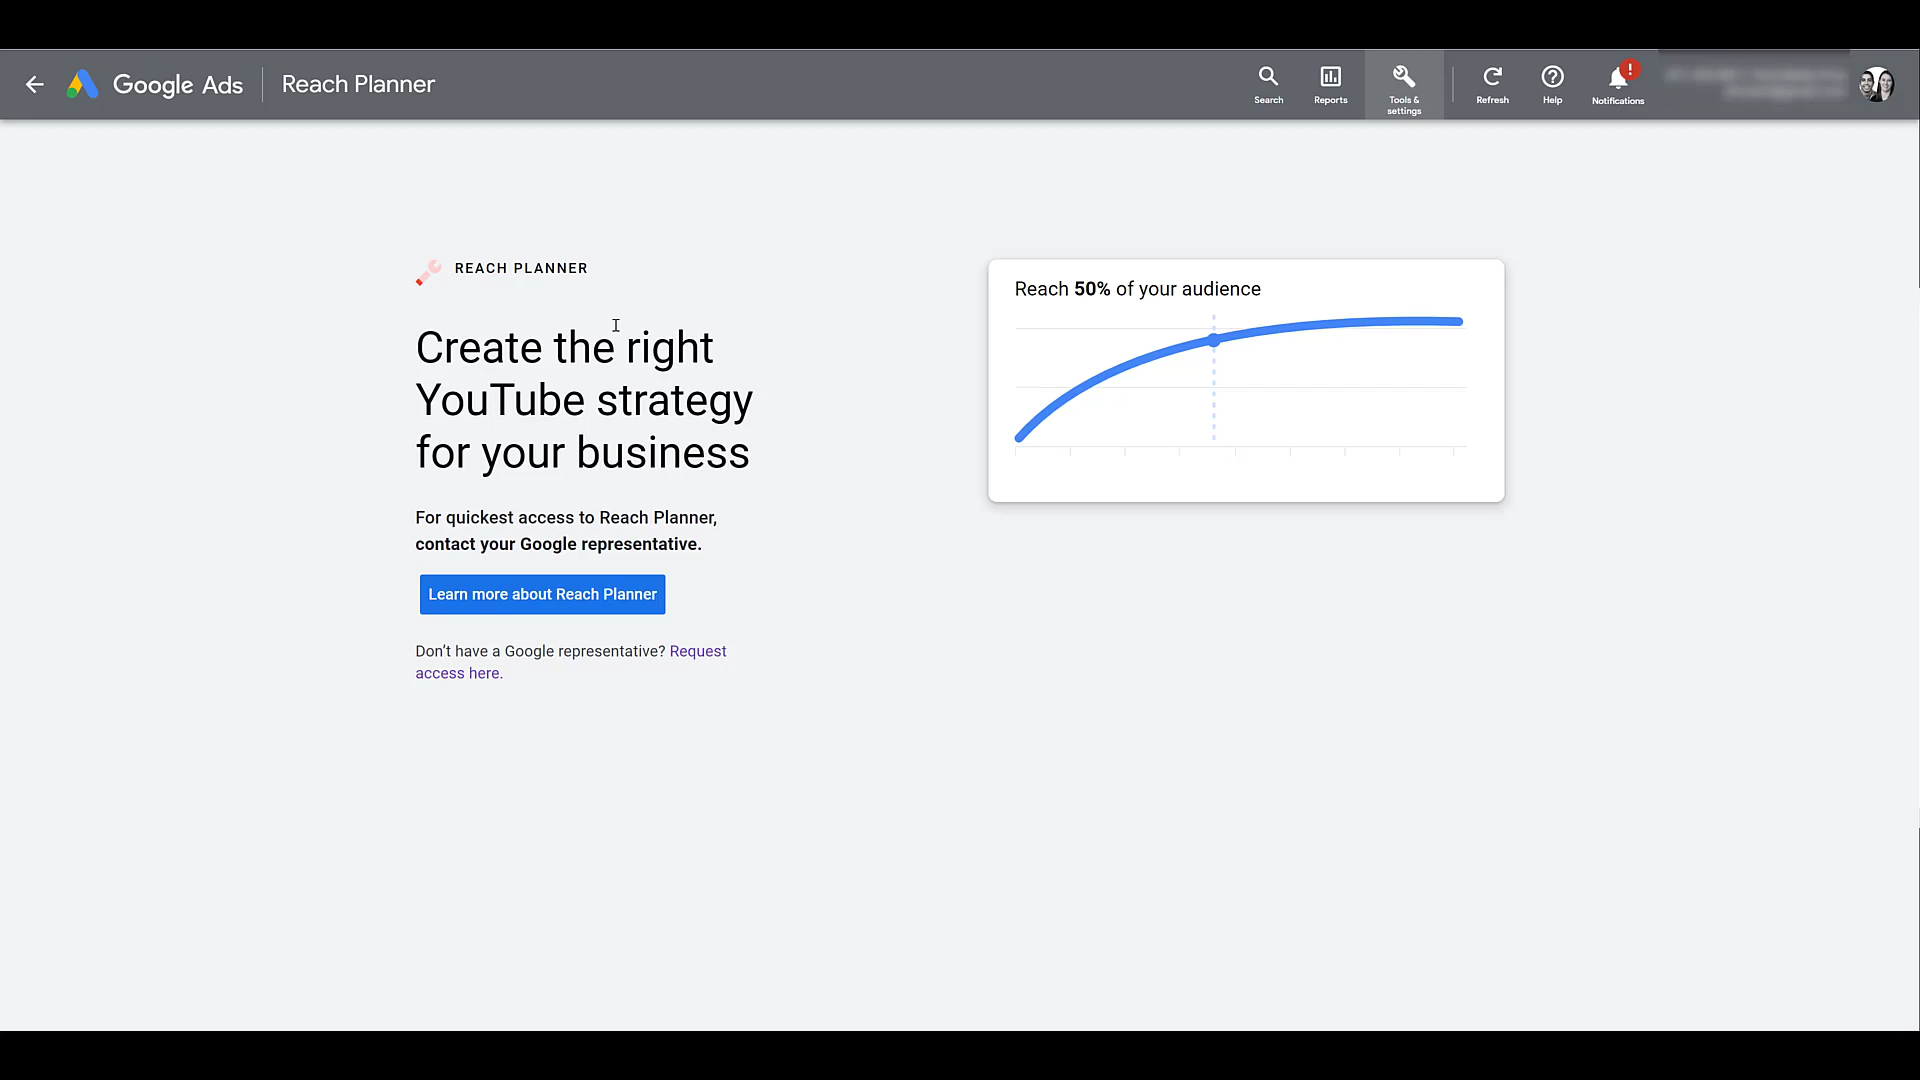 Google Ads
Reach Planner
Search
Reports
Tools &
settings
Refresh
Help
!
Notifications
REACH PLANNER
Create the right
YouTube strategy
for your business
For quickest access to Reach Planner,
contact your Google representative.
Learn more about Reach Planner
Don’t have a Google representative? Request
access here.
Reach 50% of your audience